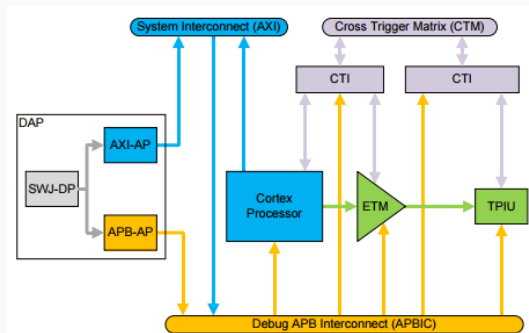 System Interconnect (AXI)
Cross Trigger Matrix (CTM)
CTI
CTI
DAP
AXI-AP
SWJ-DP
APB-AP
Cortex
Processor
ETM
TPIU
Debug APB Interconnect (APBIC)